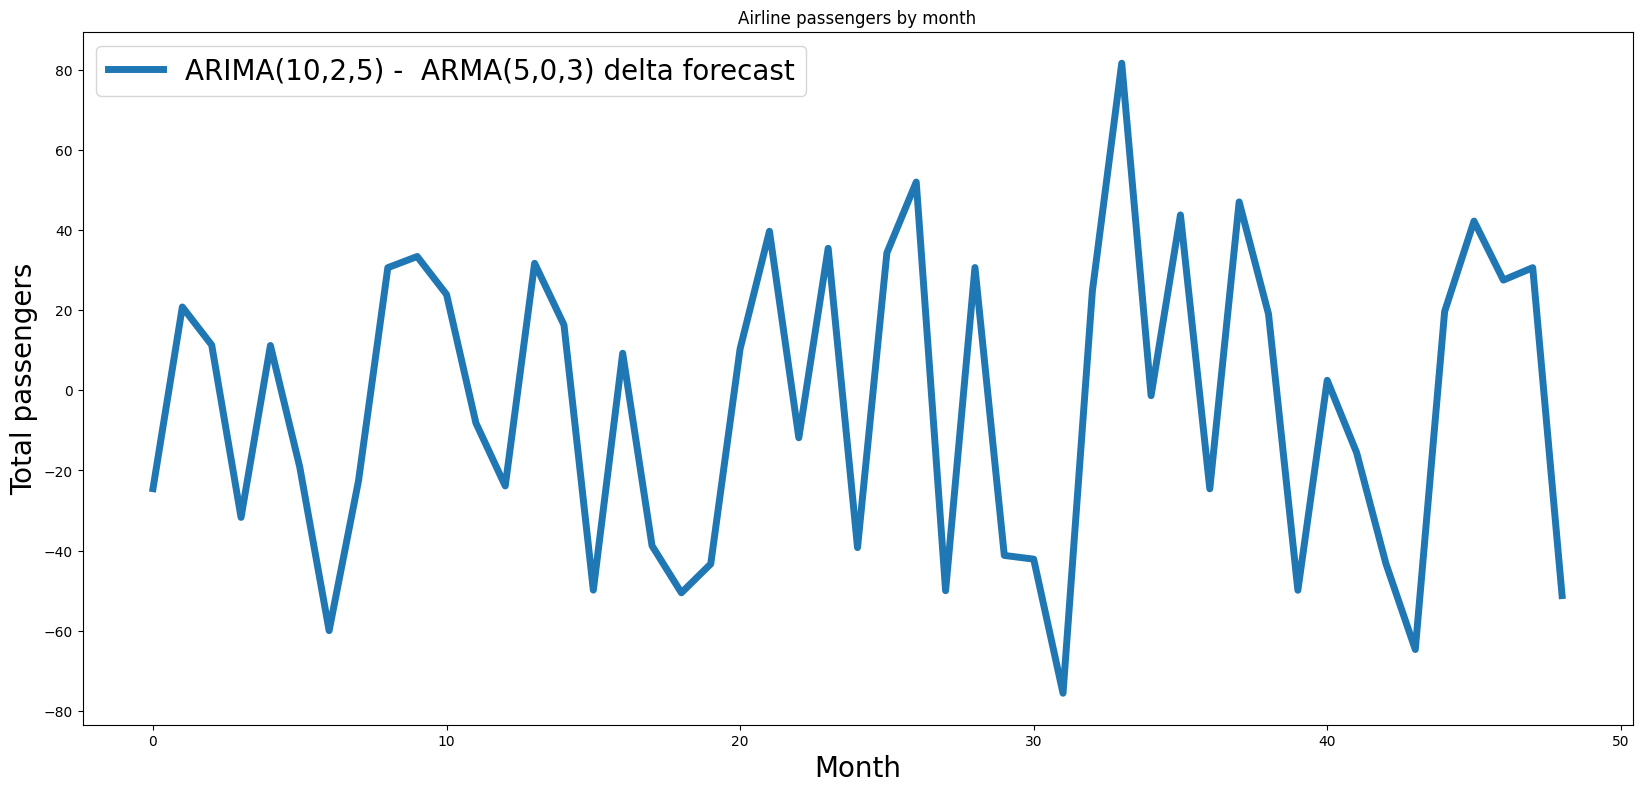 Airline passengers by month
ARIMA(10,2,5) -  ARMA(5,0,3) delta forecast
Total passengers
80
60
40
20
0
−20
−40
−60
−80
0 10 20 30 40 50
Month